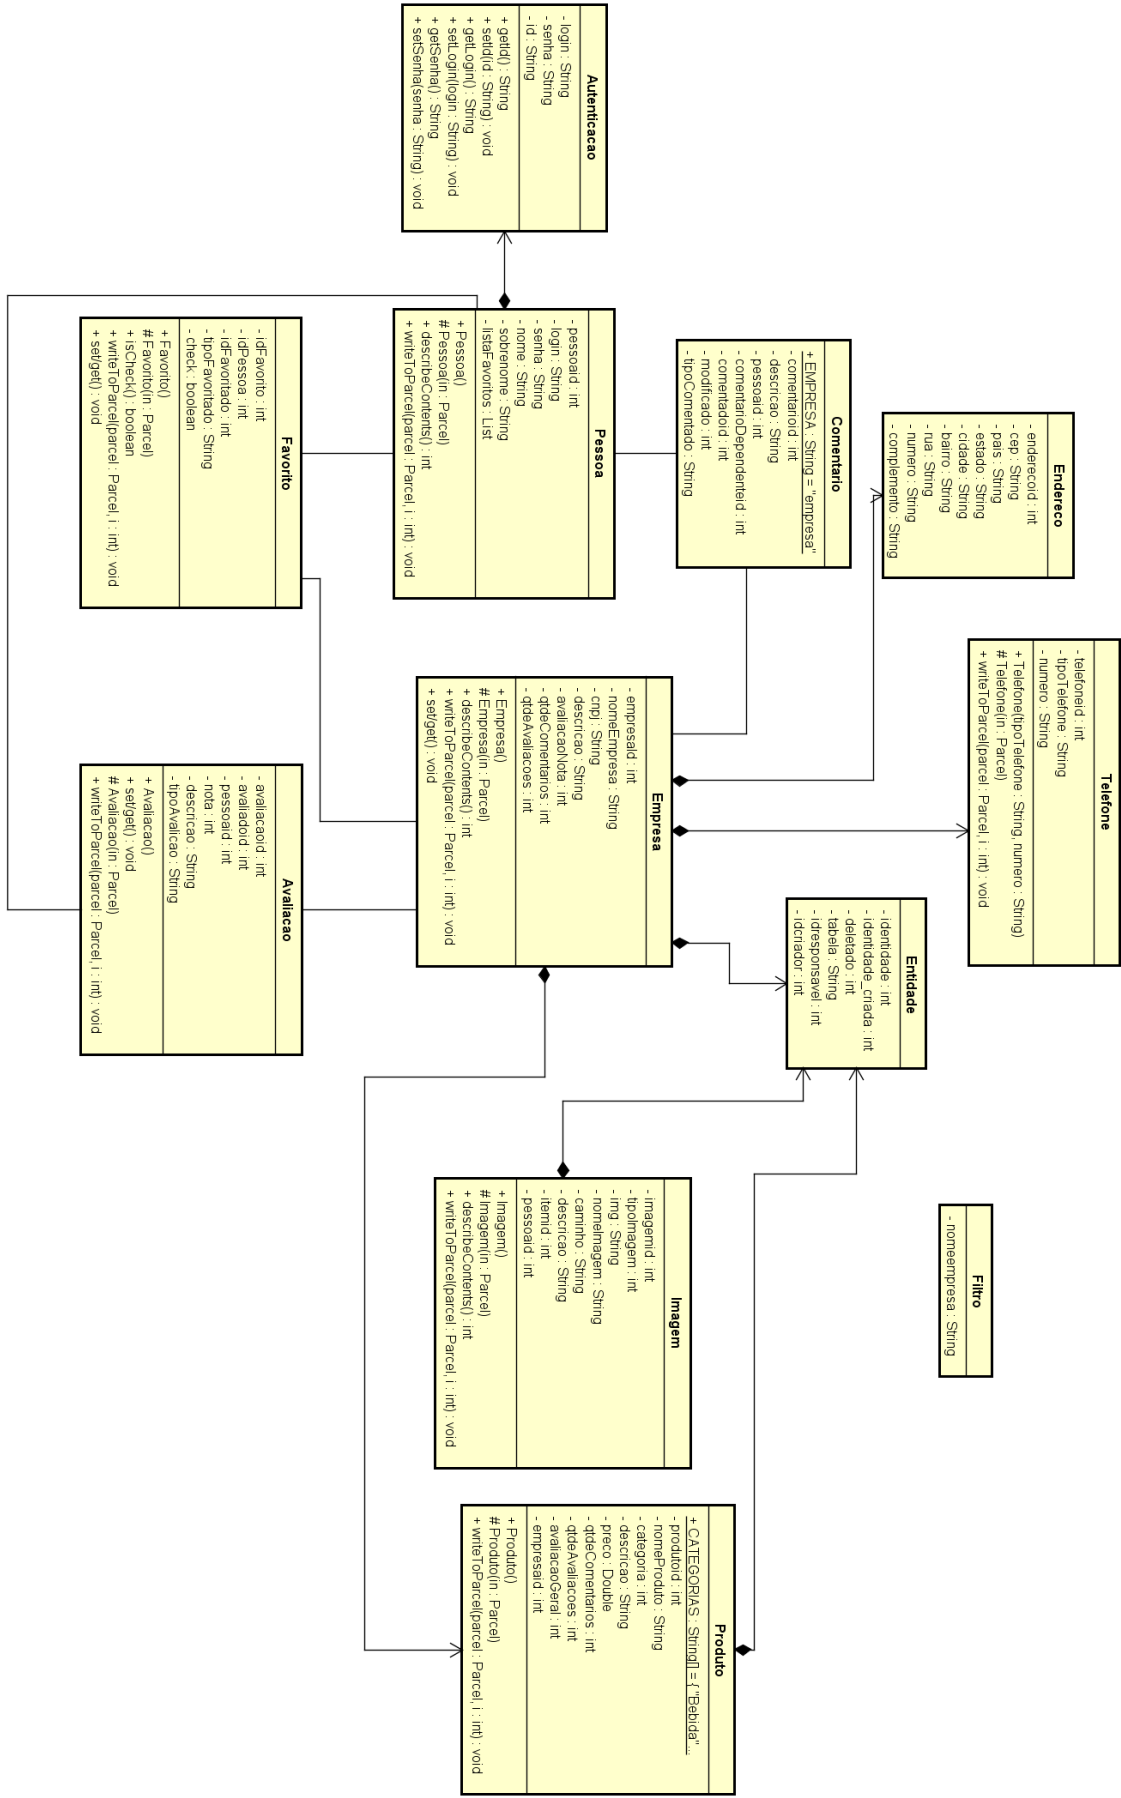 Autenticacao
- login : String
- senha : String
- id : String
+ getId() : String
+ setId(id : String) : void
+ getLogin() : String
+ setLogin(login : String) : void
+ getSenha() : String
+ setSenha(senha : String) : void
Endereco
- enderecoid : int
- cep : String
- pais : String
- estado : String
- cidade : String
- bairro : String
- rua : String
- numero : String
- complemento : String
Telefone
- telefoneid : int
- tipoTelefone : String
- numero : String
+ Telefone(tipoTelefone : String, numero : String)
# Telefone(in : Parcel)
+ writeToParcel(parcel : Parcel, i : int) : void
Comentario
+ EMPRESA : String = "empresa"
- comentarioid : int
- descricao : String
- pessoaid : int
- comentarioDependenteid : int
- comentadoid : int
- modificado : int
- tipoComentado : String
Entidade
- identidade : int
- identidade_criada : int
- deletado : int
- tabela : String
- idresponsavel : int
- idcriador : int
Filtro
- nomeempresa : String
Pessoa
- pessoaid : int
- login : String
- senha : String
- nome : String
- sobrenome : String
- listaFavoritos : List
+ Pessoa()
# Pessoa(in : Parcel)
+ describeContents() : int
+ writeToParcel(parcel : Parcel, i : int) : void
Empresa
- empresaId : int
- nomeEmpresa : String
- cnpj : String
- descricao : String
- avaliacaoNota : int
- qtdeComentarios : int
- qtdeAvaliacoes : int
+ Empresa()
# Empresa(in : Parcel)
+ describeContents() : int
+ writeToParcel(parcel : Parcel, i : int) : void
+ set/get() : void
Imagem
- imagemid : int
- tipoImagem : int
- img : String
- nomeImagem : String
- caminho : String
- descricao : String
- itemid : int
- pessoaid : int
+ Imagem()
# Imagem(in : Parcel)
+ describeContents() : int
+ writeToParcel(parcel : Parcel, i : int) : void
Produto
+ CATEGORIAS : String[] = { "Bebida" ...
- produtoid : int
- nomeProduto : String
- categoria : int
- descricao : String
- preco : Double
- qtdeComentarios : int
- qtdeAvaliacoes : int
- avaliacaoGeral : int
- empresaid : int
+ Produto()
# Produto(in : Parcel)
+ writeToParcel(parcel : Parcel, i : int) : void
Favorito
- idFavorito : int
- idPessoa : int
- idFavoritado : int
- tipoFavoritado : String
- check : boolean
+ Favorito()
# Favorito(in : Parcel)
+ isCheck() : boolean
+ writeToParcel(parcel : Parcel, i : int) : void
+ set/get() : void
Avaliacao
- avaliacaoid : int
- avaliadoid : int
- pessoaid : int
- nota : int
- descricao : String
- tipoAvalicao : String
+ Avaliacao()
+ set/get() : void
# Avaliacao(in : Parcel)
+ writeToParcel(parcel : Parcel, i : int) : void